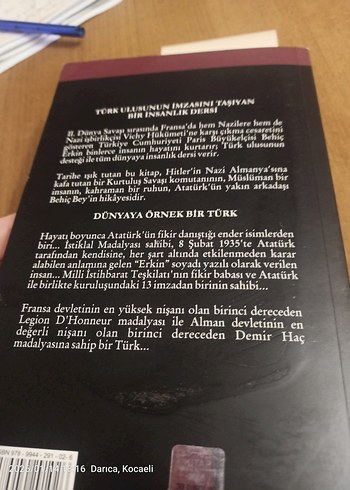 TÜRK ULUSUNUN İMZASINI TAŞIYAN
BİR İNSANLIK DERSİ
II. Dünya Savaşı sırasında Fransa'da hem Nazilere hem de
Nazi işbirlikçisi Vichy Hükümeti'ne karşı çıkma cesaretini
gösteren Türkiye Cumhuriyeti Paris Büyükelçisi Behiç
Erkin binlerce insanın hayatını kurtarır; Türk ulusunun
desteği ile tüm dünyaya insanlık dersi verir.
Tarihe ışık tutan bu kitap, Hitler'in Nazi Almanya'sına
kafa tutan bir Kurtuluş Savaşı komutanının, Müslüman bir
insanın, kahraman bir ruhun, Atatürk'ün yakın arkadaşı
Behiç Bey'in hikâyesidir.
DÜNYAYA ÖRNEK BİR TÜRK
Hayatı boyunca Atatürk'ün fikir danıştığı ender isimlerden
biri... İstiklal Madalyası sahibi, 8 Şubat 1935'te Atatürk
tarafından kendisine, her şart altında etkilenmeden karar
alabilen anlamına gelen "Erkin" soyadı yazılı olarak verilen
insan... Milli İstihbarat Teşkilatı'nın fikir babası ve Atatürk
ile birlikte kuruluşundaki 13 imzadan birinin sahibi...
Fransa devletinin en yüksek nişanı olan birinci dereceden
Legion D'Honneur madalyası ile Alman devletinin en
değerli nişanı olan birinci dereceden Demir Haç
madalyasına sahip bir Türk...
ISBN 978 - 9944 - 291 - 02 - 6
Darıca, Kocaeli